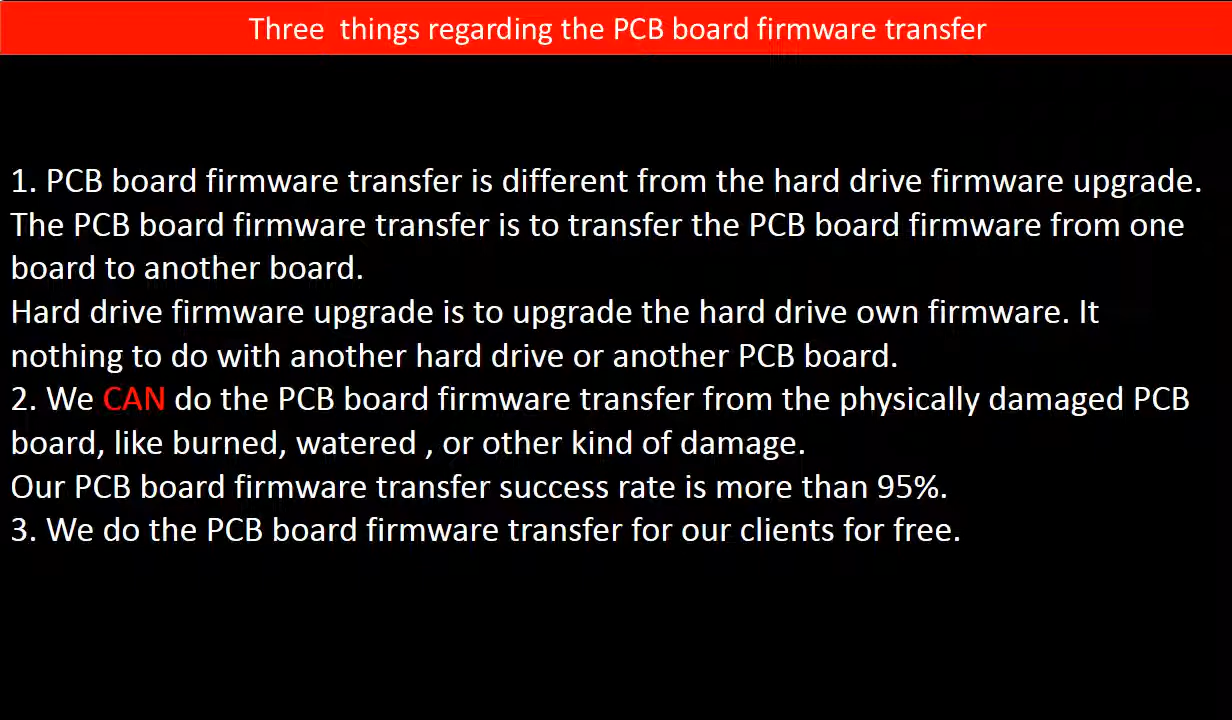 Three  things regarding the PCB board firmware transfer
1. PCB board firmware transfer is different from the hard drive firmware upgrade.
The PCB board firmware transfer is to transfer the PCB board firmware from one
board to another board.
Hard drive firmware upgrade is to upgrade the hard drive own firmware. It
nothing to do with another hard drive or another PCB board.
2. We CAN do the PCB board firmware transfer from the physically damaged PCB
board, like burned, watered , or other kind of damage.
Our PCB board firmware transfer success rate is more than 95%.
3. We do the PCB board firmware transfer for our clients for free.